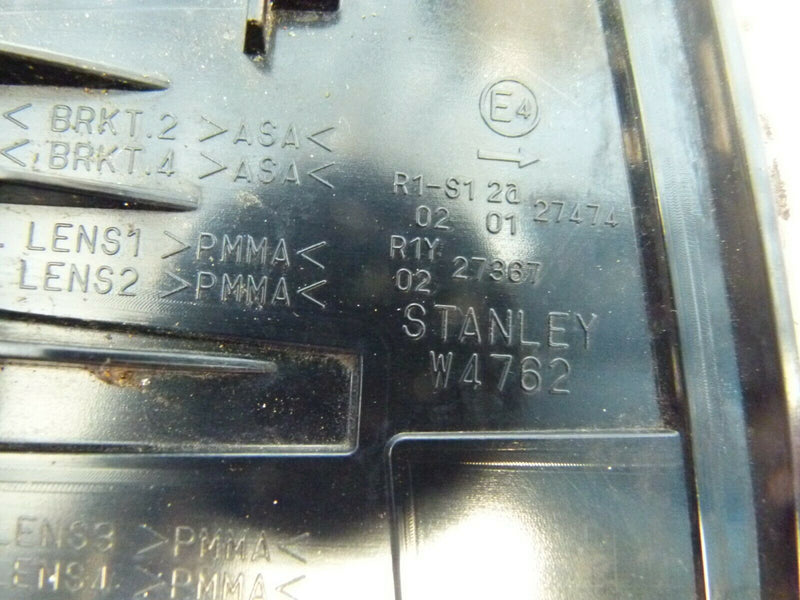 E4
BRKT.2 >ASA<
BRKT.4 >ASA<
R1-S1 2a 27474
02 01
LENS1 >PMMA<
R1Y 27367
LENS2 >PMMA<
02
STANLEY
W4762
LENS3 >PMMA<
>PMMA<